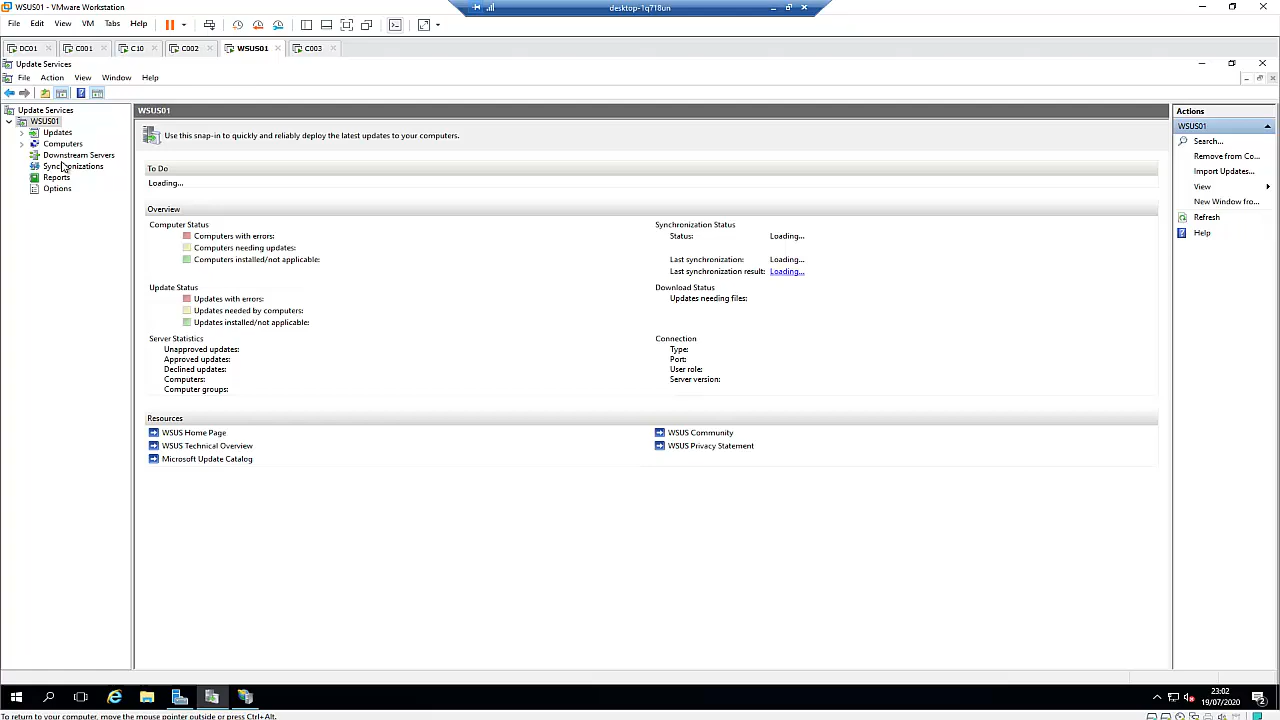 WSUS01 - VMware Workstation
desktop-1q718un
File Edit View VM Tabs Help
DC01 C001 C10 C002 WSUS01 C003
Update Services
File Action View Window Help
Update Services
WSUS01
Updates
Computers
Downstream Servers
Synchronizations
Reports
Options
WSUS01
Use this snap-in to quickly and reliably deploy the latest updates to your computers.
To Do
Loading...
Overview
Computer Status
Computers with errors:
Computers needing updates:
Computers installed/not applicable:
Update Status
Updates with errors:
Updates needed by computers:
Updates installed/not applicable:
Server Statistics
Unapproved updates:
Approved updates:
Declined updates:
Computers:
Computer groups:
Synchronization Status
Status: Loading...
Last synchronization: Loading...
Last synchronization result: Loading...
Download Status
Updates needing files:
Connection
Type:
Port:
User role:
Server version:
Resources
WSUS Home Page
WSUS Technical Overview
Microsoft Update Catalog
WSUS Community
WSUS Privacy Statement
Actions
WSUS01
Search...
Remove from Co...
Import Updates...
View
New Window fro...
Refresh
Help
23:02
19/07/2020
To return to your computer, move the mouse pointer outside or press Ctrl+Alt.